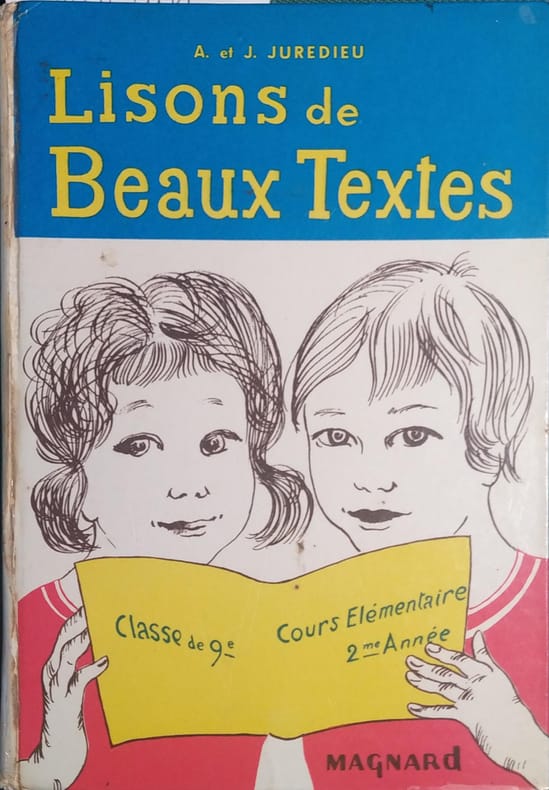 A. et J. JUREDIEU
Lisons de
Beaux Textes
Classe de 9e
Cours Elémentaire
2me Année
MAGNARD